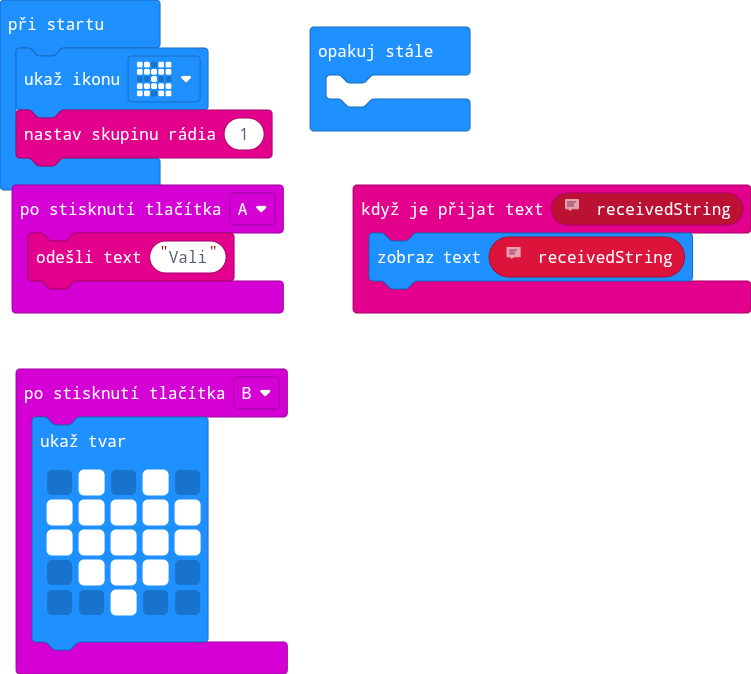 při startu
ukaž ikonu
nastav skupinu rádia 1
opakuj stále
po stisknutí tlačítka A
odešli text "Vali"
když je přijat text receivedString
zobraz text receivedString
po stisknutí tlačítka B
ukaž tvar